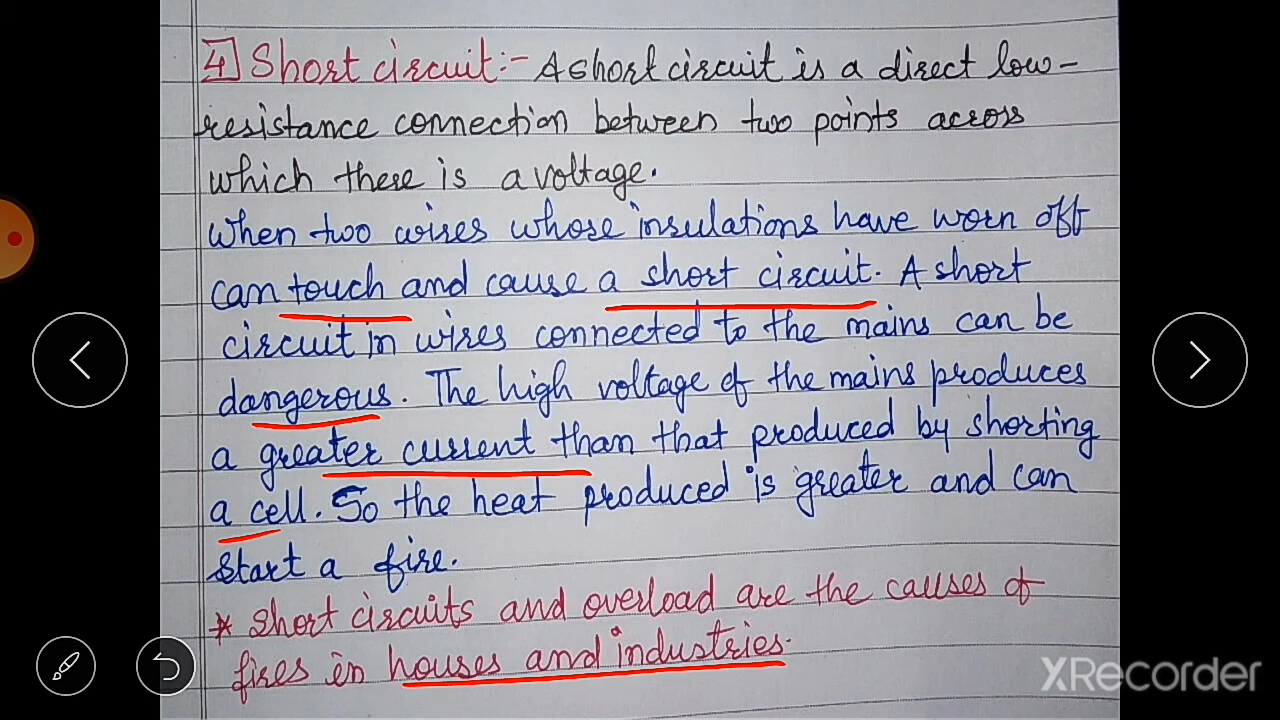 4 Short circuit:- A short circuit is a direct low-
resistance connection between two points across
which there is a voltage.
When two wires whose insulations have worn off
can touch and cause a short circuit. A short
circuit in wires connected to the mains can be
dangerous. The high voltage of the mains produces
a greater current than that produced by shorting
a cell. So the heat produced is greater and can
start a fire.
* Short circuits and overload are the causes of
fires in houses and industries.
XRecorder